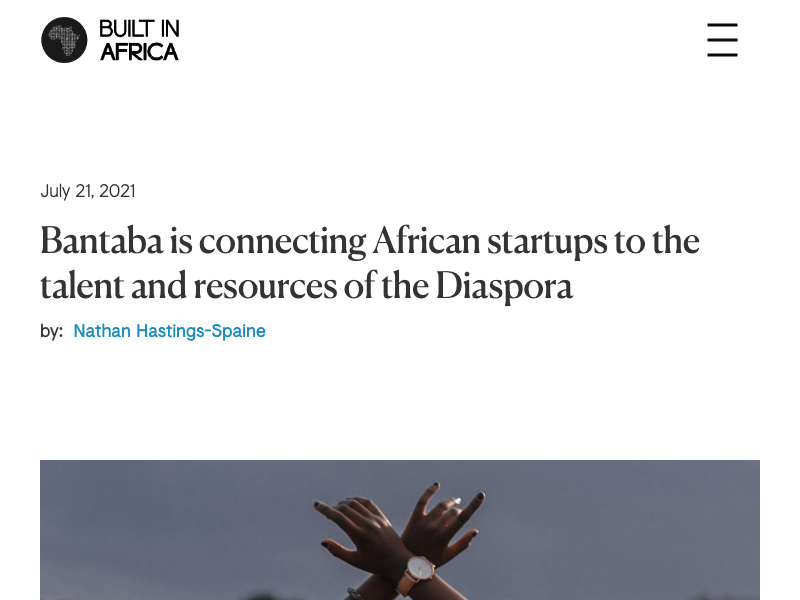 BUILT IN
AFRICA
July 21, 2021
Bantaba is connecting African startups to the
talent and resources of the Diaspora
by: Nathan Hastings-Spaine